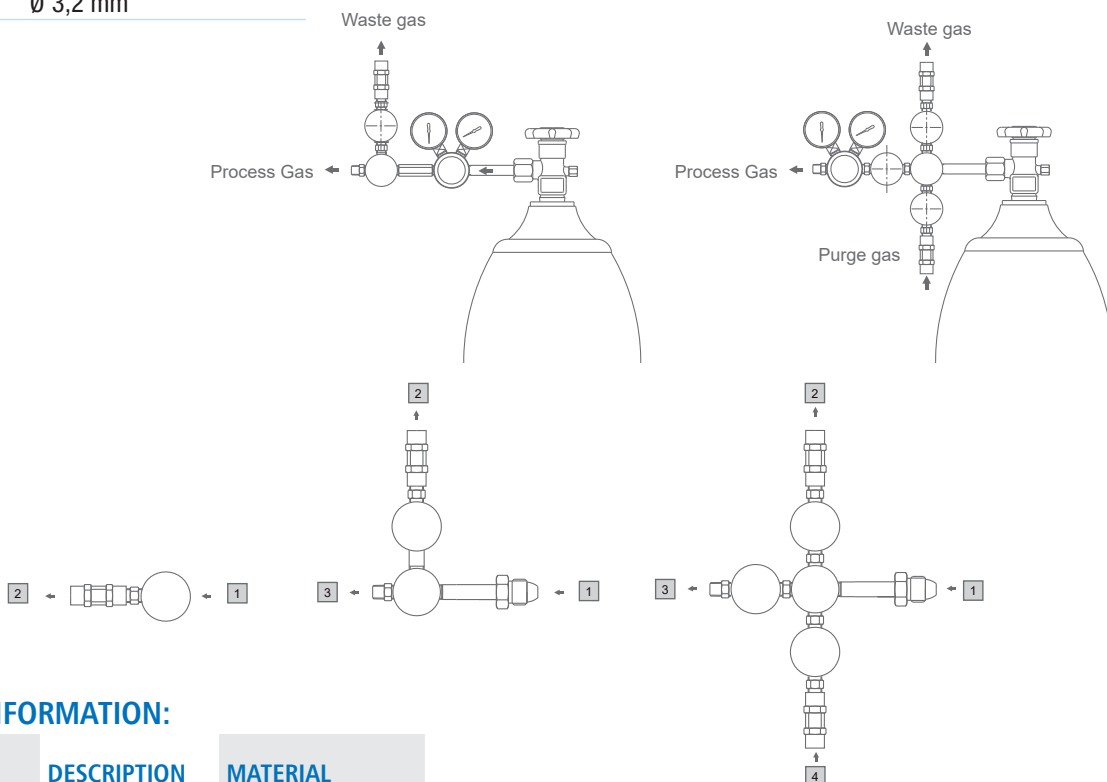 Ø 3,2 mm
Waste gas
Process Gas
Waste gas
Process Gas
Purge gas
2
1
2
3
1
2
3
1
4
NFORMATION:
DESCRIPTION
MATERIAL